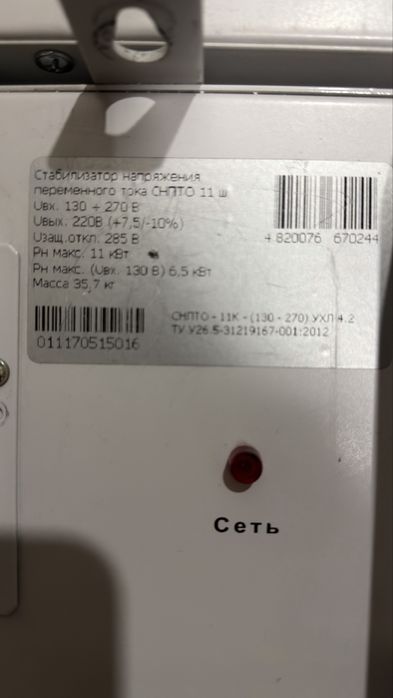 Стабилизатор напряжения
переменного тока СНПТО 11 ш
Uвх. 130 ÷ 270 В
Uвых. 220В (+7,5/-10%)
Uзащ.откл. 285 В
Рн макс. 11 кВт
Рн макс. (Uвх. 130 В) 6,5 кВт
Масса 35,7 кг
4 820076 670244
011170515016
СНПТО - 11К - (130 - 270) УХЛ 4.2
ТУ У26.5-31219167-001:2012
Сеть